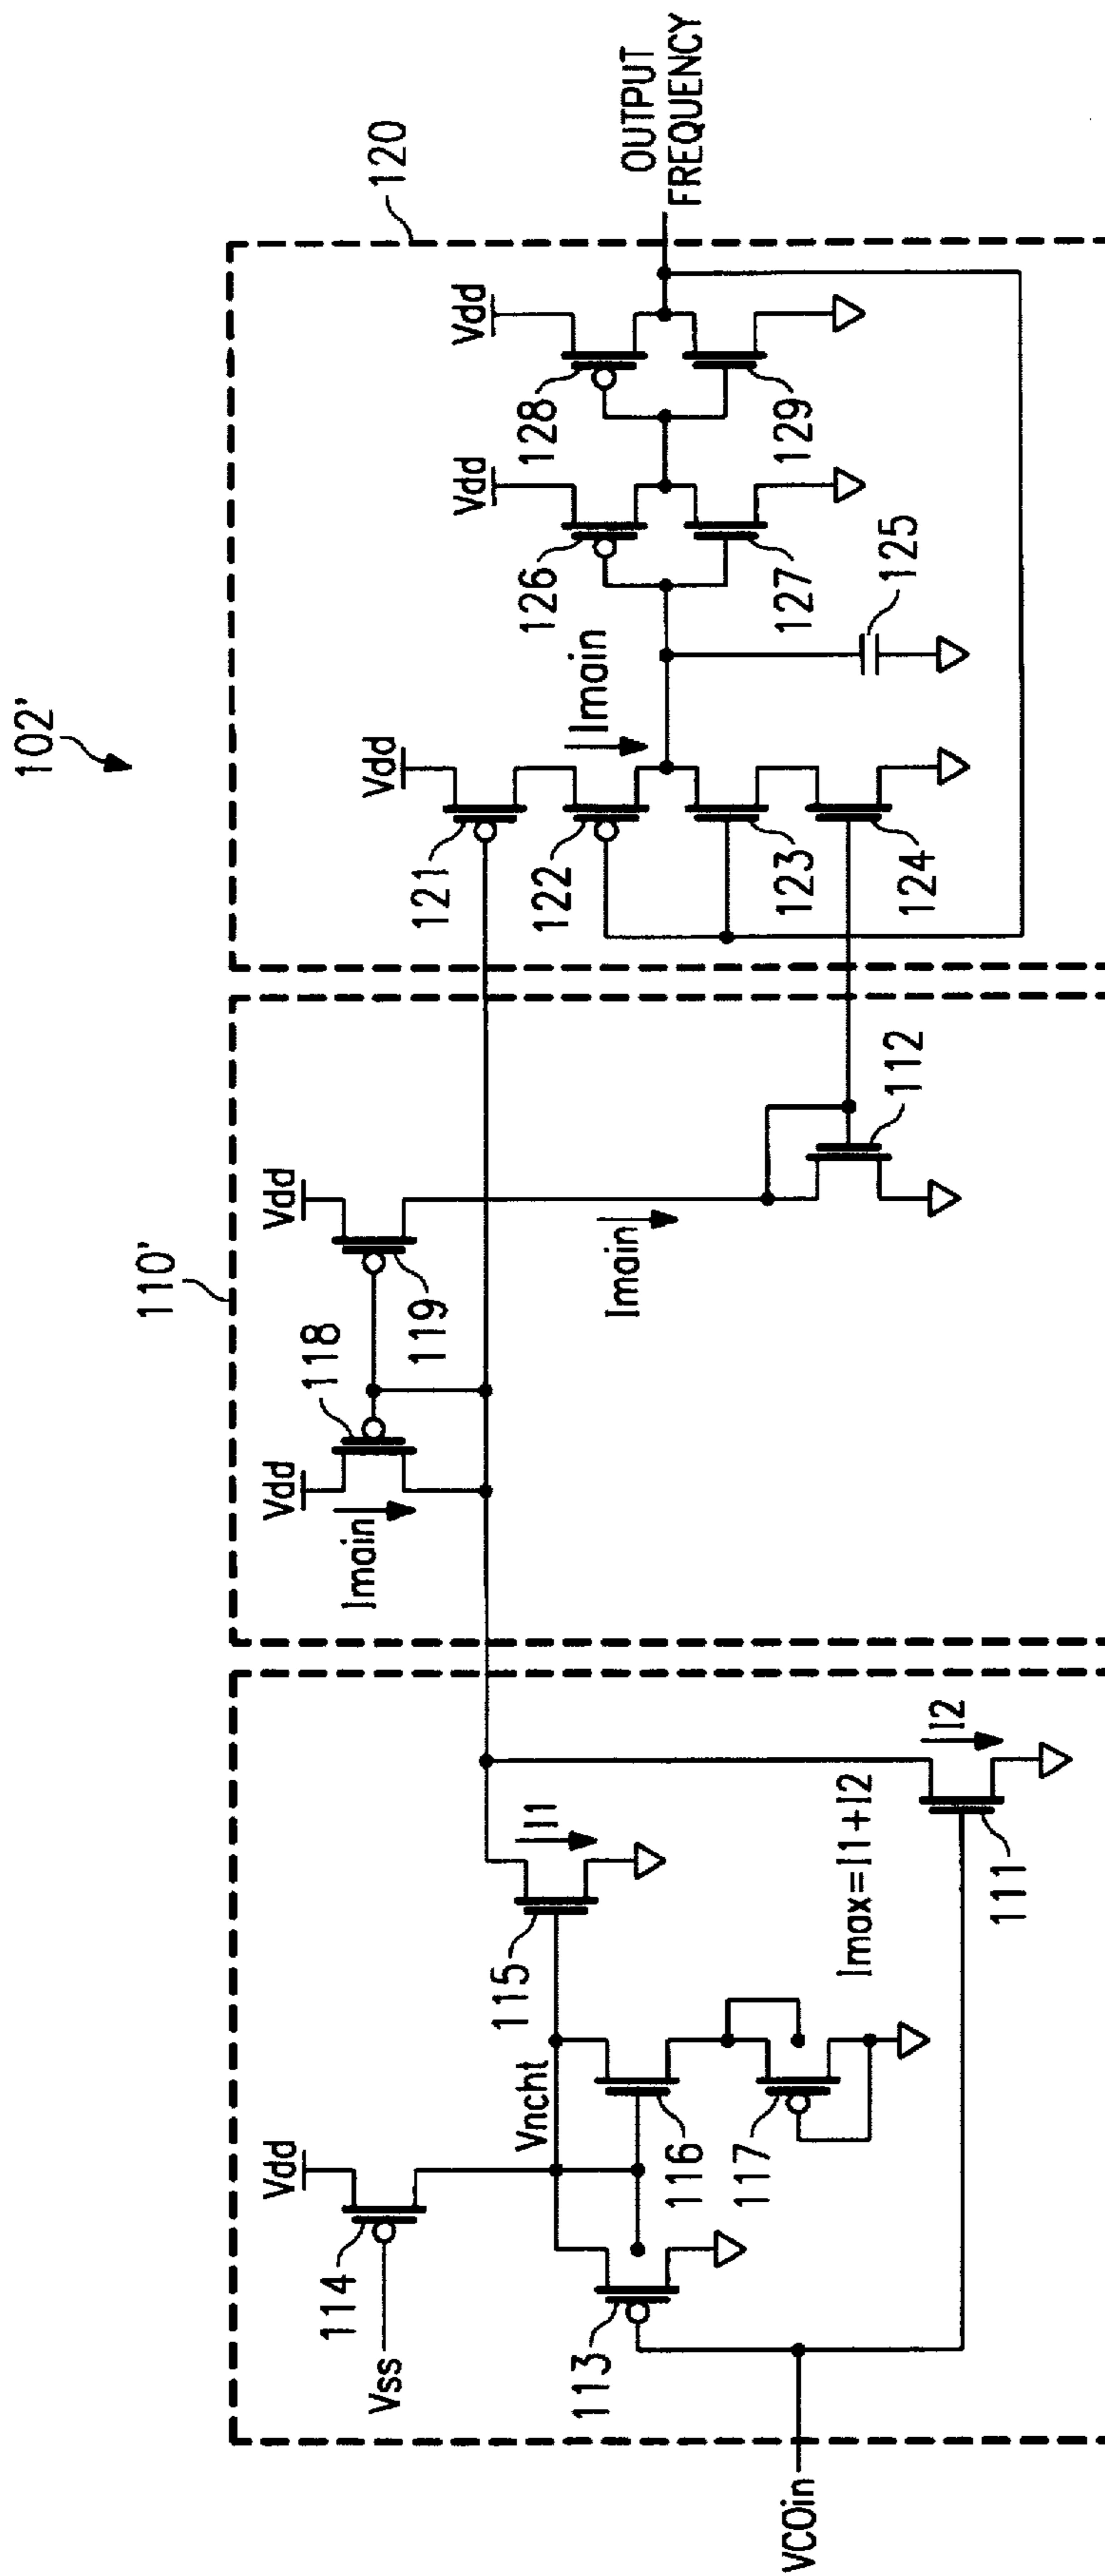 102'
110'
120
VCOin
Vss
Vdd
114
113
Vncht
116
117
115
I1
Imax=I1+I2
I2
111
Vdd
118
Imain
Vdd
119
Imain
112
Vdd
121
122
Imain
123
124
125
Vdd
126
127
Vdd
128
129
OUTPUT
FREQUENCY